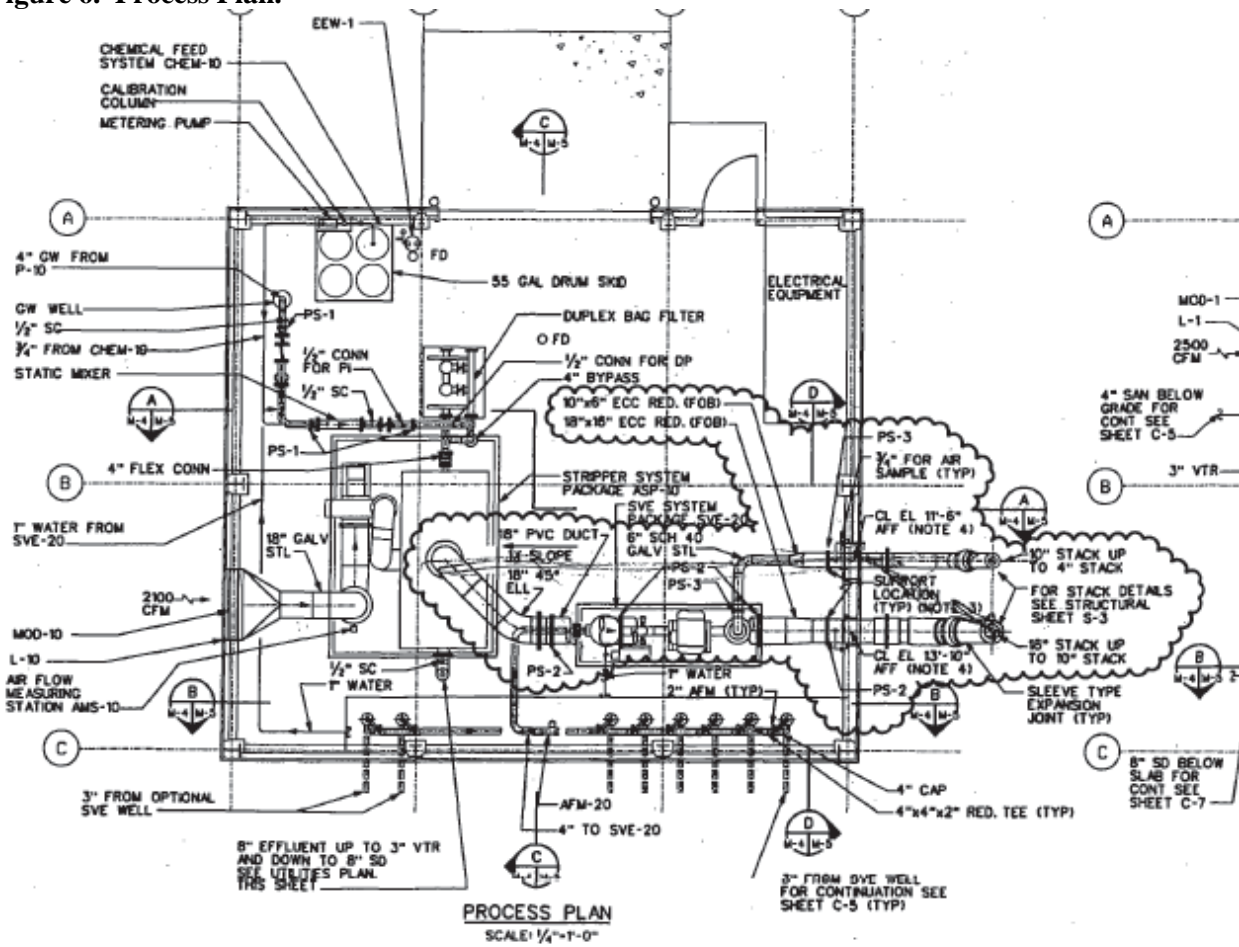 Figure 6. Process Plan.
EEW-1
CHEMICAL FEED
SYSTEM CHEM-10
CALIBRATION
COLUMN
METERING PUMP
C
M-4 M-5
A
A
4" GW FROM
P-10
FD
55 GAL DRUM SKID
ELECTRICAL
EQUIPMENT
GW WELL
PS-1
1/2" SC
3/4" FROM CHEM-10
STATIC MIXER
1/2" CONN
FOR PI
1/2" SC
DUPLEX BAG FILTER
FD
1/2" CONN FOR DP
4" BYPASS
MOD-1
L-1
2500
CFM
A
M-4 M-5
10"x6" ECC RED. (FOB)
18"x16" ECC RED. (FOB)
D
M-4 M-5
4" SAN BELOW
GRADE FOR
CONT SEE
SHEET C-5
PS-1
PS-3
3/4" FOR AIR
SAMPLE (TYP)
4" FLEX CONN
B
STRIPPER SYSTEM
PACKAGE ASP-10
3" VTR
B
SVE SYSTEM
PACKAGE SVE-20
A
M-4 M-5
1" WATER FROM
SVE-20
18" GALV
STL
18" PVC DUCT
SLOPE
18" 45°
ELL
6" SCH 40
GALV STL
PS-2
PS-3
CL EL 11'-6"
AFF (NOTE 4)
10" STACK UP
TO 4" STACK
2100
CFM
SUPPORT
LOCATION
(TYP) (NOTE 3)
FOR STACK DETAILS
SEE STRUCTURAL
SHEET S-3
MOD-10
L-10
CL EL 13'-10"
AFF (NOTE 4)
18" STACK UP
TO 10" STACK
AIR FLOW
MEASURING
STATION AMS-10
B
M-4 M-5
1/2" SC
1" WATER
PS-2
1" WATER
2" AFM (TYP)
PS-2
B
M-4 M-5
SLEEVE TYPE
EXPANSION
JOINT (TYP)
B
M-4 M-5
C
C
8" SD BELOW
SLAB FOR
CONT SEE
SHEET C-7
3" FROM OPTIONAL
SVE WELL
AFM-20
4" TO SVE-20
4" CAP
4"x4"x2" RED. TEE (TYP)
D
M-4 M-5
8" EFFLUENT UP TO 3" VTR
AND DOWN TO 8" SD
SEE UTILITIES PLAN.
THIS SHEET
C
M-4 M-5
3" FROM SVE WELL
FOR CONTINUATION SEE
SHEET C-5 (TYP)
PROCESS PLAN
SCALE: 1/4"=1'-0"